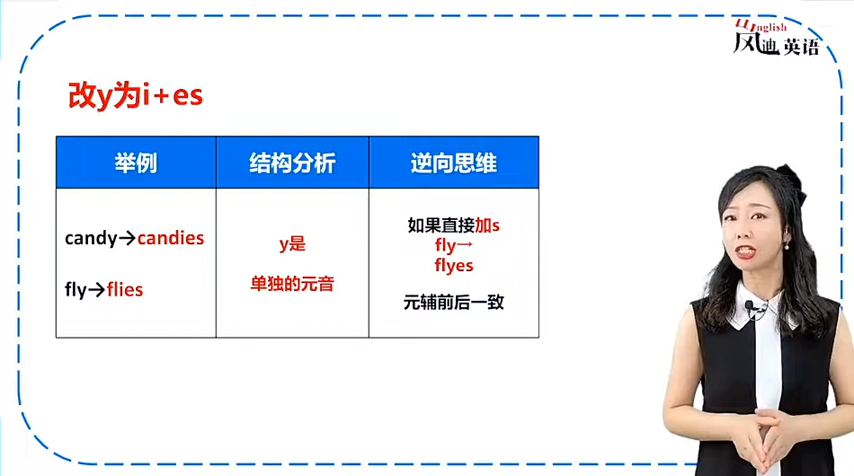 English
风迪 英语
改y为i+es
举例 结构分析 逆向思维
candy→candies
fly→flies
y是
单独的元音
如果直接加s
fly→
flyes
元辅前后一致